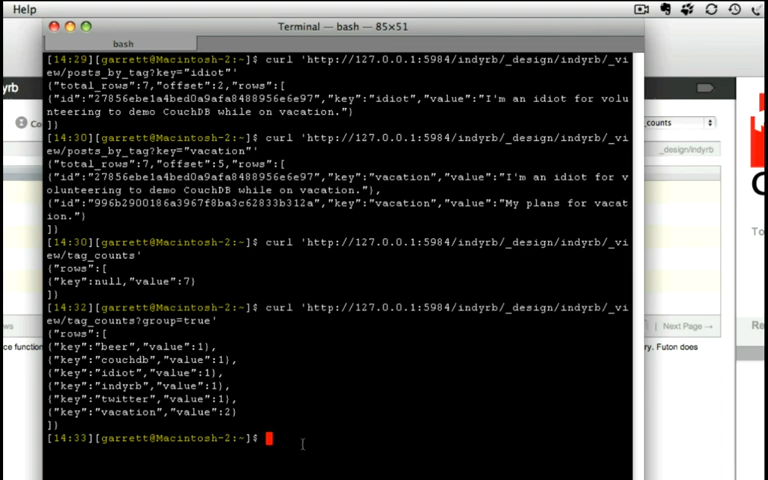 Help
Terminal — bash — 85×51
bash
[14:29][garrett@Macintosh-2:~]$ curl 'http://127.0.0.1:5984/indyrb/_design/indyrb/_vi
ew/posts_by_tag?key="idiot"'
{"total_rows":7,"offset":2,"rows":[
{"id":"27856ebe1a4bed0a9afa8488956e6e97","key":"idiot","value":"I'm an idiot for volu
nteering to demo CouchDB while on vacation."}
]}
[14:30][garrett@Macintosh-2:~]$ curl 'http://127.0.0.1:5984/indyrb/_design/indyrb/_vi
ew/posts_by_tag?key="vacation"'
{"total_rows":7,"offset":5,"rows":[
{"id":"27856ebe1a4bed0a9afa8488956e6e97","key":"vacation","value":"I'm an idiot for v
olunteering to demo CouchDB while on vacation."},
{"id":"996b2900186a3967f8ba3c62833b312a","key":"vacation","value":"My plans for vacat
ion."}
]}
[14:30][garrett@Macintosh-2:~]$ curl 'http://127.0.0.1:5984/indyrb/_design/indyrb/_vi
ew/tag_counts'
{"rows":[
{"key":null,"value":7}
]}
[14:32][garrett@Macintosh-2:~]$ curl 'http://127.0.0.1:5984/indyrb/_design/indyrb/_vi
ew/tag_counts?group=true'
{"rows":[
{"key":"beer","value":1},
{"key":"couchdb","value":1},
{"key":"idiot","value":1},
{"key":"indyrb","value":1},
{"key":"twitter","value":1},
{"key":"vacation","value":2}
]}
[14:33][garrett@Macintosh-2:~]$
yrb
Co
_counts
_design/indyrb
ows
| Next Page →
ce function
ry. Futon does
To
Re